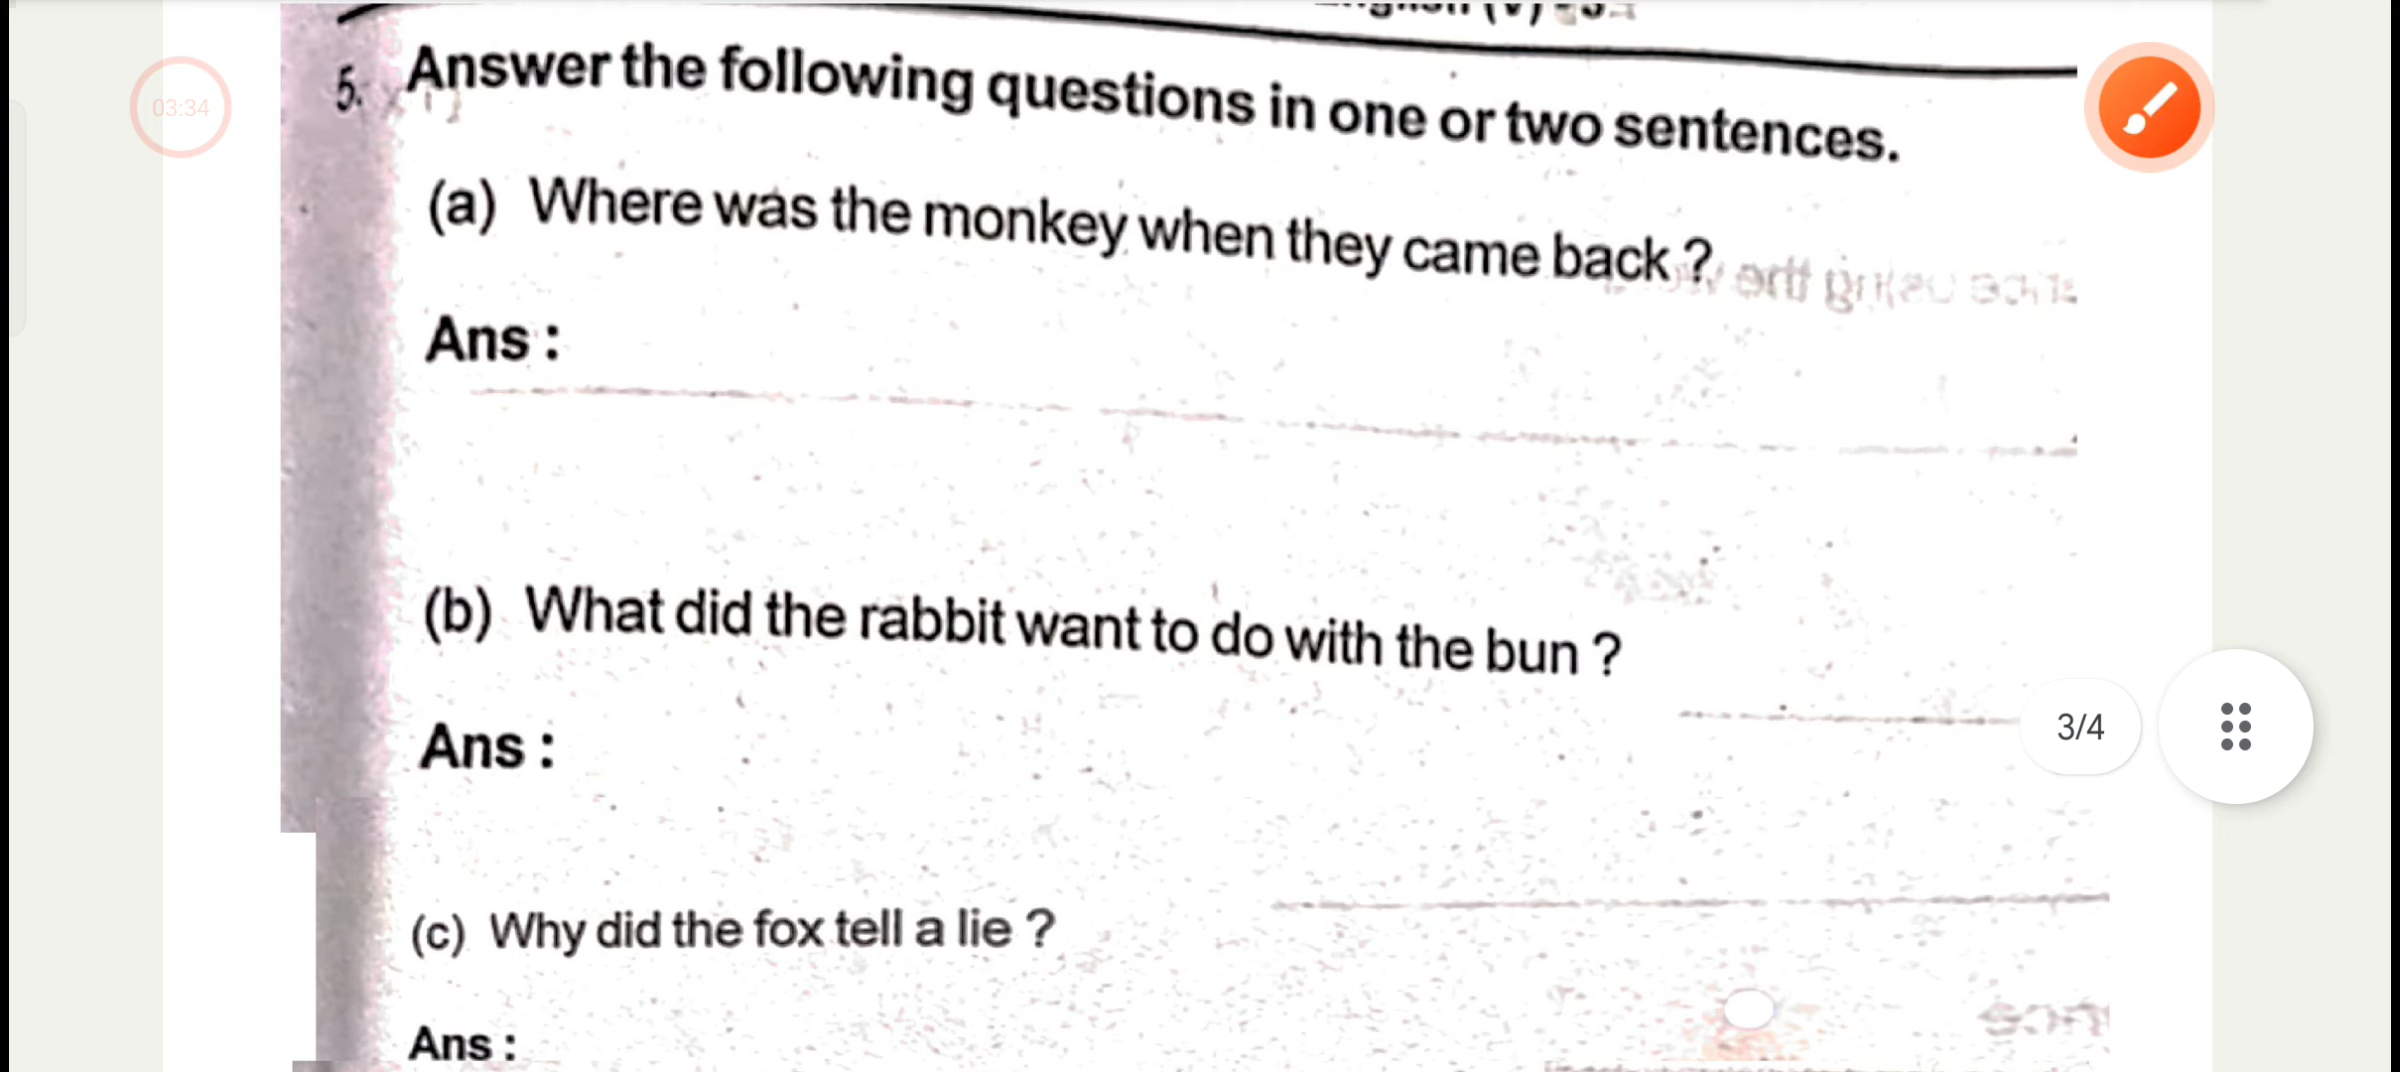 03:34
5. Answer the following questions in one or two sentences.
(a) Where was the monkey when they came back ?
Ans :
(b) What did the rabbit want to do with the bun ?
Ans :
3/4
(c) Why did the fox tell a lie ?
Ans :